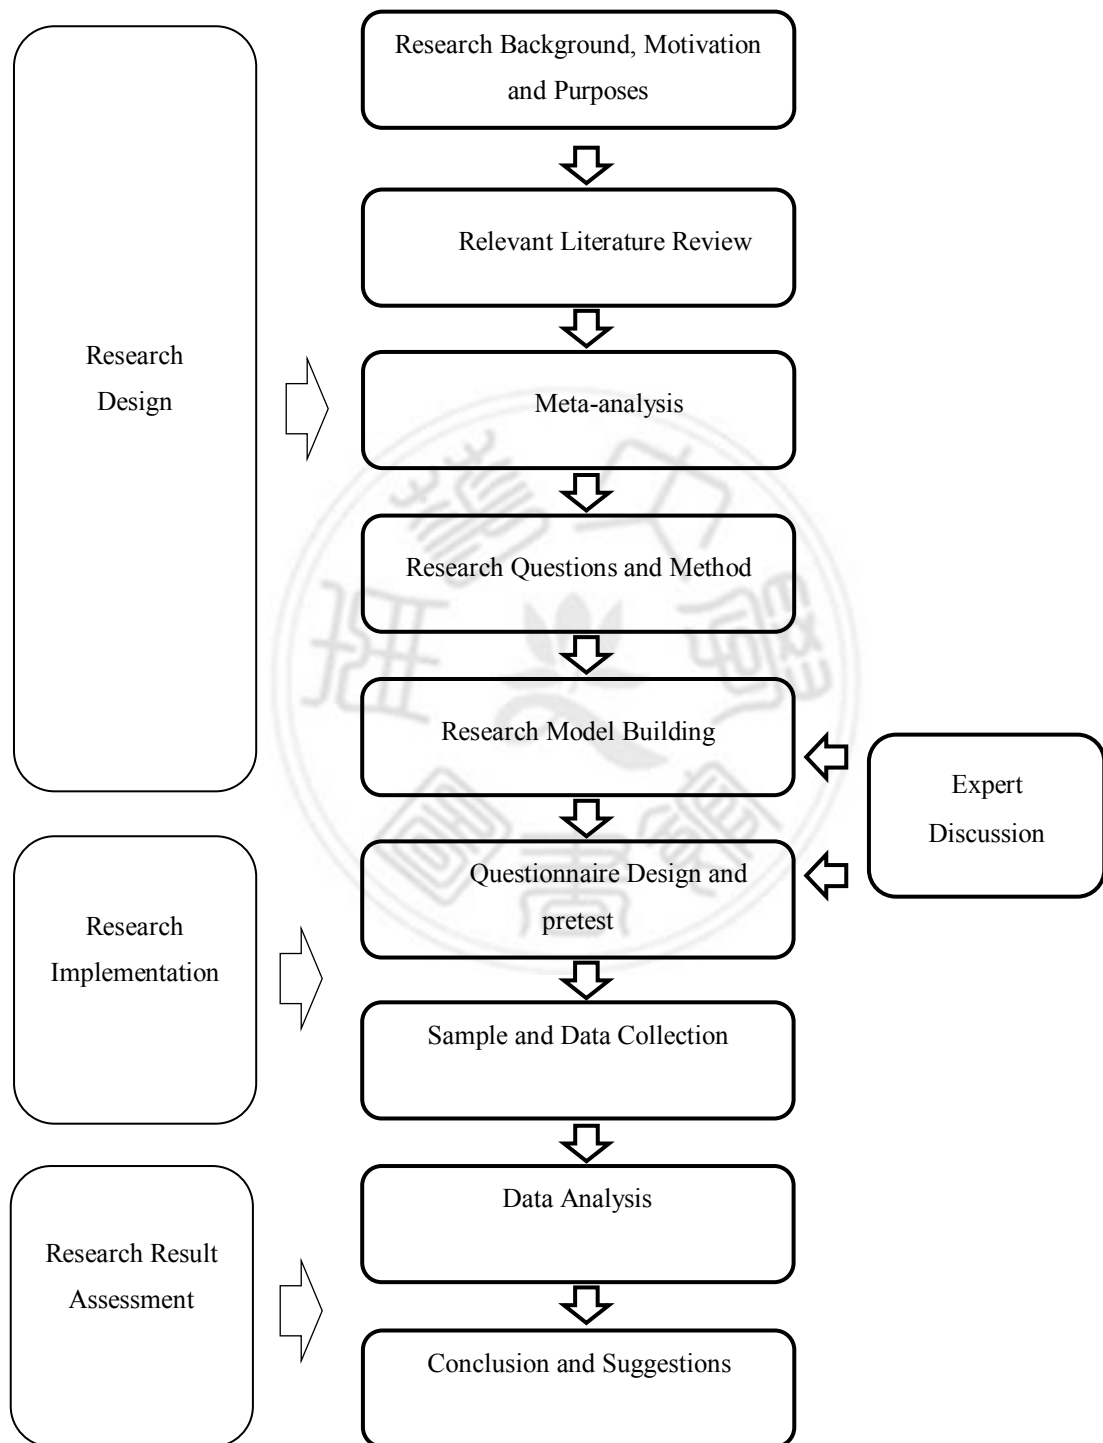 Research Background, Motivation
and Purposes
Relevant Literature Review
Research
Design
Meta-analysis
Research Questions and Method
Research Model Building
Expert
Discussion
Questionnaire Design and
pretest
Research
Implementation
Sample and Data Collection
Data Analysis
Research Result
Assessment
Conclusion and Suggestions